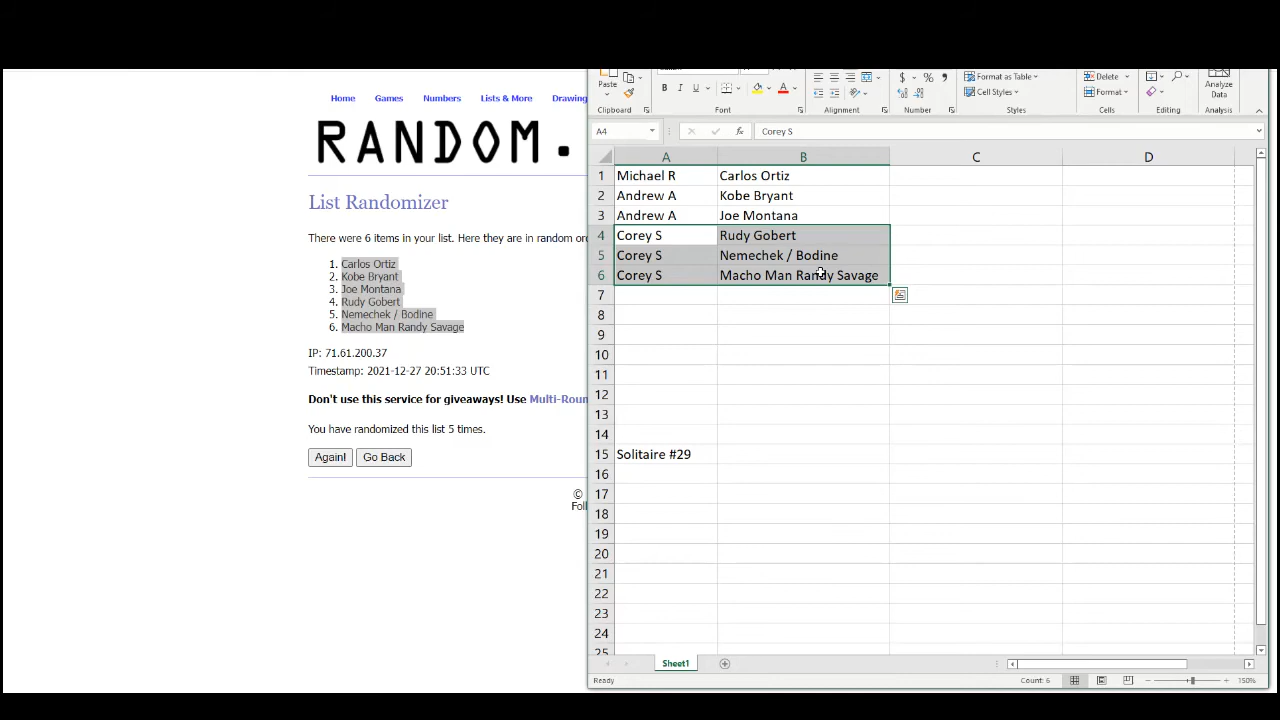 Home Games Numbers Lists & More Drawing
RANDOM.
List Randomizer
There were 6 items in your list. Here they are in random or
1. Carlos Ortiz
2. Kobe Bryant
3. Joe Montana
4. Rudy Gobert
5. Nemechek / Bodine
6. Macho Man Randy Savage
IP: 71.61.200.37
Timestamp: 2021-12-27 20:51:33 UTC
Don't use this service for giveaways! Use Multi-Roun
You have randomized this list 5 times.
Again! Go Back
©
Foll
Paste
Format as Table
Cell Styles
Delete
Format
Analyze
Data
Clipboard Font Alignment Number Styles Cells Editing Analysis
A4 fx Corey S
A B C D
1 Michael R Carlos Ortiz
2 Andrew A Kobe Bryant
3 Andrew A Joe Montana
4 Corey S Rudy Gobert
5 Corey S Nemechek / Bodine
6 Corey S Macho Man Randy Savage
7
8
9
10
11
12
13
14
15 Solitaire #29
16
17
18
19
20
21
22
23
24
25
Sheet1
Ready Count: 6 150%